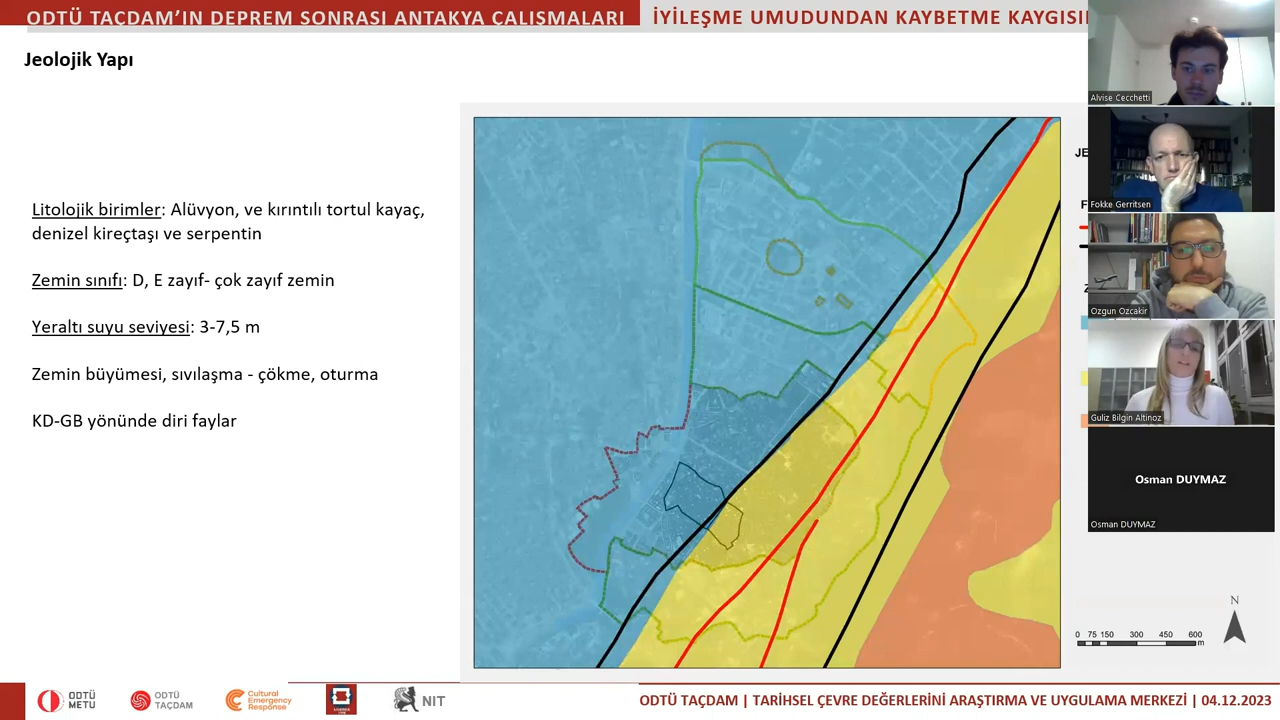 ODTÜ TAÇDAM’IN DEPREM SONRASI ANTAKYA ÇALIŞMALARI
İYİLEŞME UMUDUNDAN KAYBETME KAYGISI
Jeolojik Yapı
Litolojik birimler: Alüvyon, ve kırıntılı tortul kayaç,
denizel kireçtaşı ve serpentin
Zemin sınıfı: D, E zayıf- çok zayıf zemin
Yeraltı suyu seviyesi: 3-7,5 m
Zemin büyümesi, sıvılaşma - çökme, oturma
KD-GB yönünde diri faylar
JE
F
Z
Alvise Cecchetti
Fokke Gerritsen
Ozgun Ozcakir
Guliz Bilgin Altinoz
Osman DUYMAZ
Osman DUYMAZ
N
0 75 150 300 450 600
m
ODTÜ
METU
ODTÜ
TAÇDAM
Cultural
Emergency
Response
NIT
ODTÜ TAÇDAM | TARİHSEL ÇEVRE DEĞERLERİNİ ARAŞTIRMA VE UYGULAMA MERKEZİ | 04.12.2023